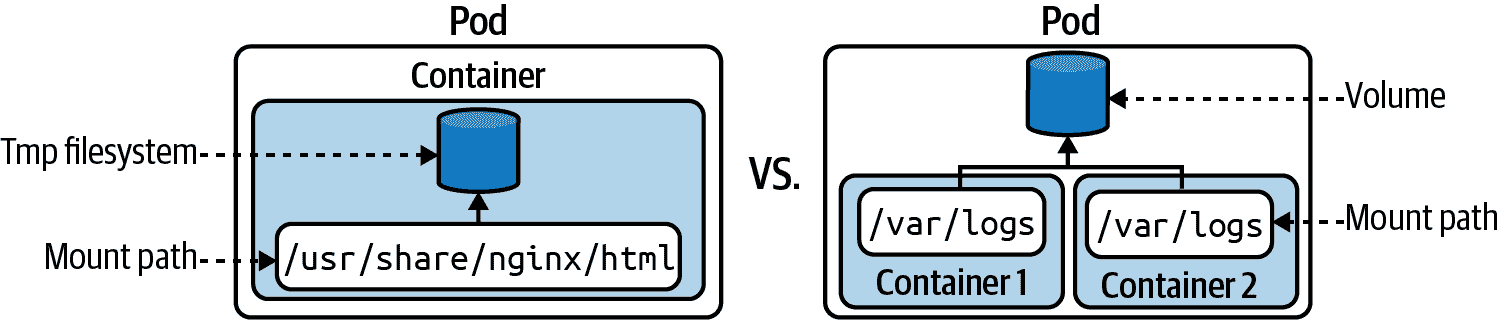 Pod
Container
Tmp filesystem
Mount path
/usr/share/nginx/html
vs.
Pod
Volume
/var/logs
/var/logs
Mount path
Container 1
Container 2